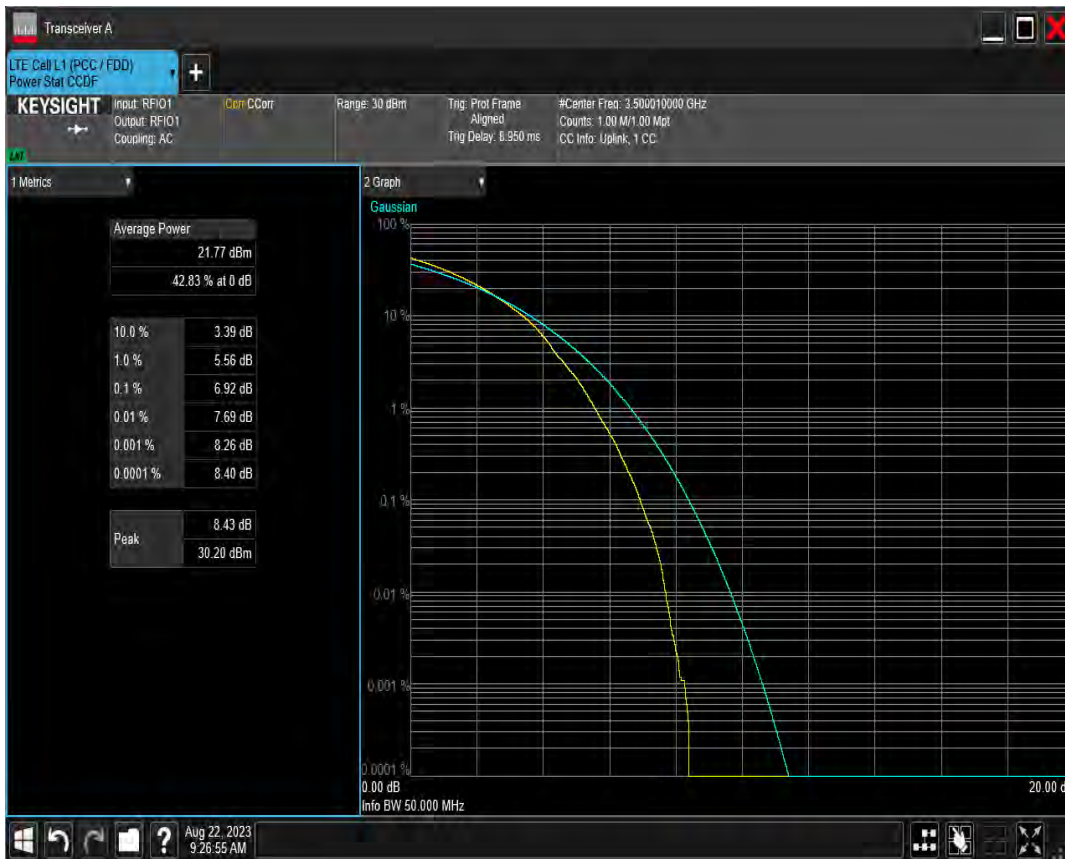 Transceiver A
LTE Cell L1 (PCC / FDD)
Power Stat CCDF
+
KEYSIGHT
Input: RFIO1
Output: RFIO1
Coupling: AC
Corr CCorr
Range: 30 dBm
Trig: Prot Frame
Aligned
Trig Delay: 8.950 ms
#Center Freq: 3.500010000 GHz
Counts: 1.00 M/1.00 Mpt
CC Info: Uplink, 1 CC
1 Metrics
Average Power
21.77 dBm
42.83 % at 0 dB
10.0 % 3.39 dB
1.0 % 5.56 dB
0.1 % 6.92 dB
0.01 % 7.69 dB
0.001 % 8.26 dB
0.0001 % 8.40 dB
Peak 8.43 dB
30.20 dBm
2 Graph
Gaussian
100 %
10 %
1 %
0.1 %
0.01 %
0.001 %
0.0001 %
0.00 dB
20.00 d
Info BW 50.000 MHz
?
Aug 22, 2023
9:26:55 AM